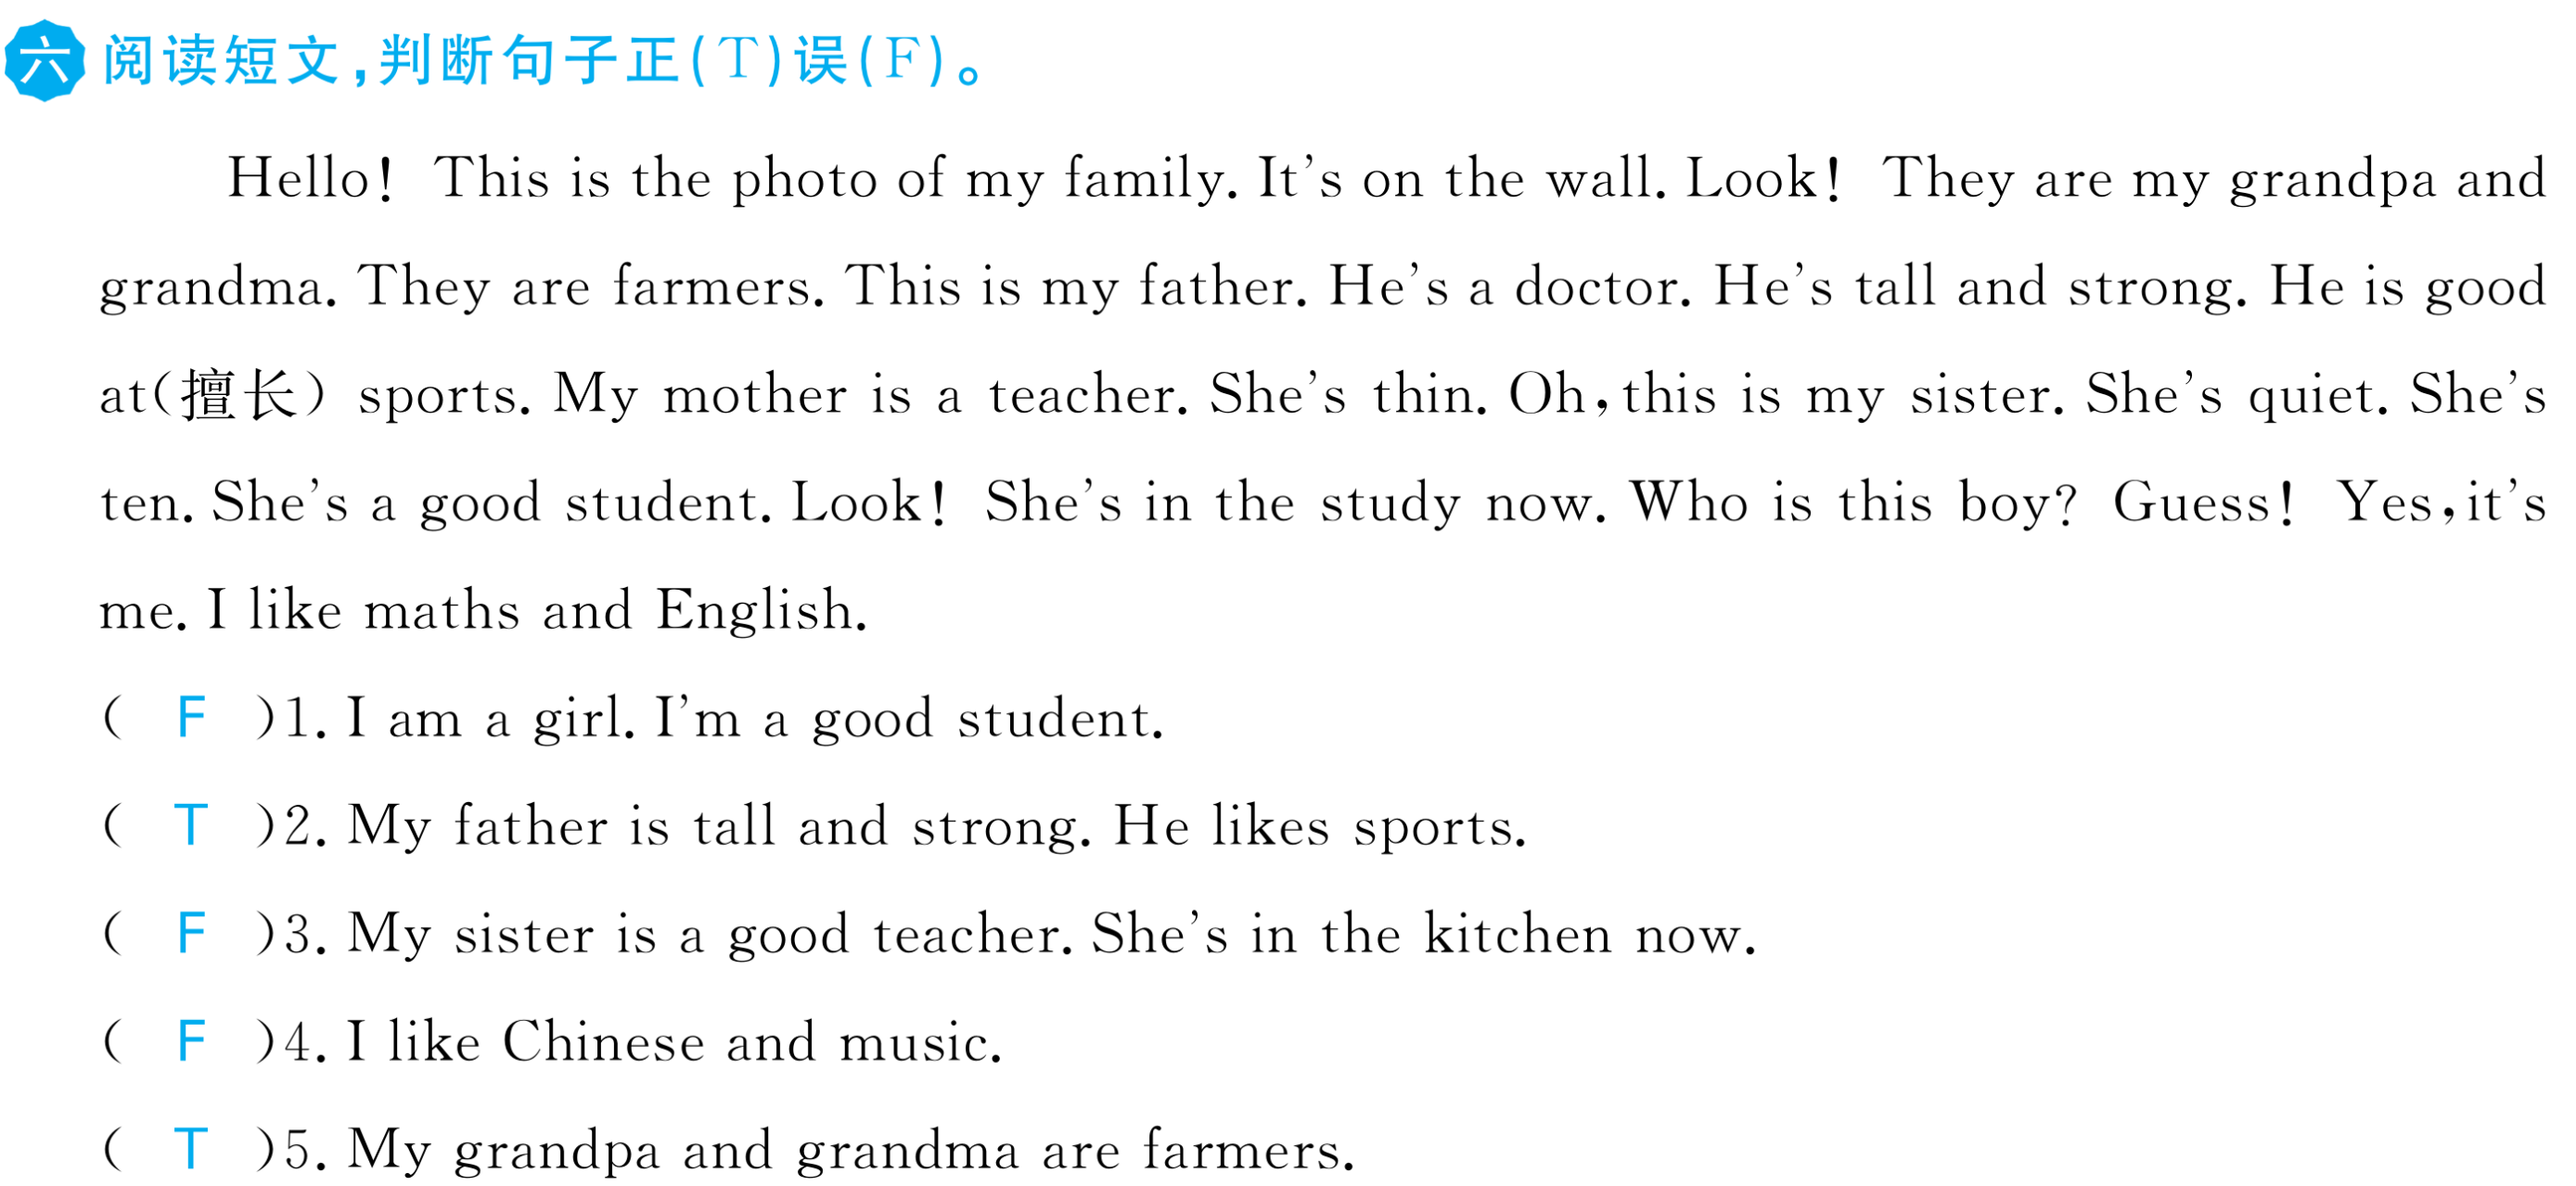 六 阅读短文,判断句子正(T)误(F)。
Hello! This is the photo of my family. It's on the wall. Look! They are my grandpa and
grandma. They are farmers. This is my father. He's a doctor. He's tall and strong. He is good
at(擅长) sports. My mother is a teacher. She's thin. Oh,this is my sister. She's quiet. She's
ten. She's a good student. Look! She's in the study now. Who is this boy? Guess! Yes,it's
me. I like maths and English.
( F )1. I am a girl. I'm a good student.
( T )2. My father is tall and strong. He likes sports.
( F )3. My sister is a good teacher. She's in the kitchen now.
( F )4. I like Chinese and music.
( T )5. My grandpa and grandma are farmers.